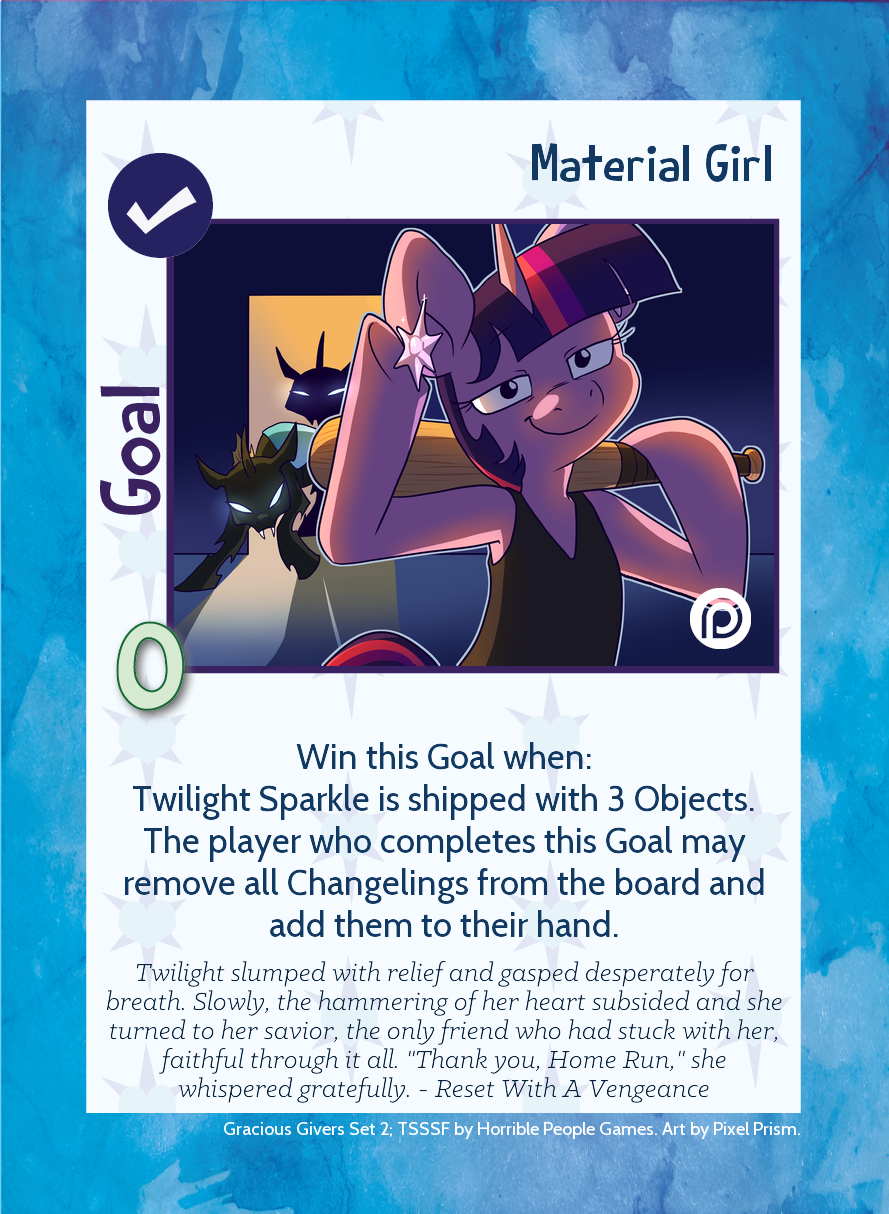 Material Girl
Goal
0
Win this Goal when:
Twilight Sparkle is shipped with 3 Objects.
The player who completes this Goal may
remove all Changelings from the board and
add them to their hand.
Twilight slumped with relief and gasped desperately for
breath. Slowly, the hammering of her heart subsided and she
turned to her savior, the only friend who had stuck with her,
faithful through it all. "Thank you, Home Run," she
whispered gratefully. - Reset With A Vengeance
Gracious Givers Set 2; TSSSF by Horrible People Games. Art by Pixel Prism.